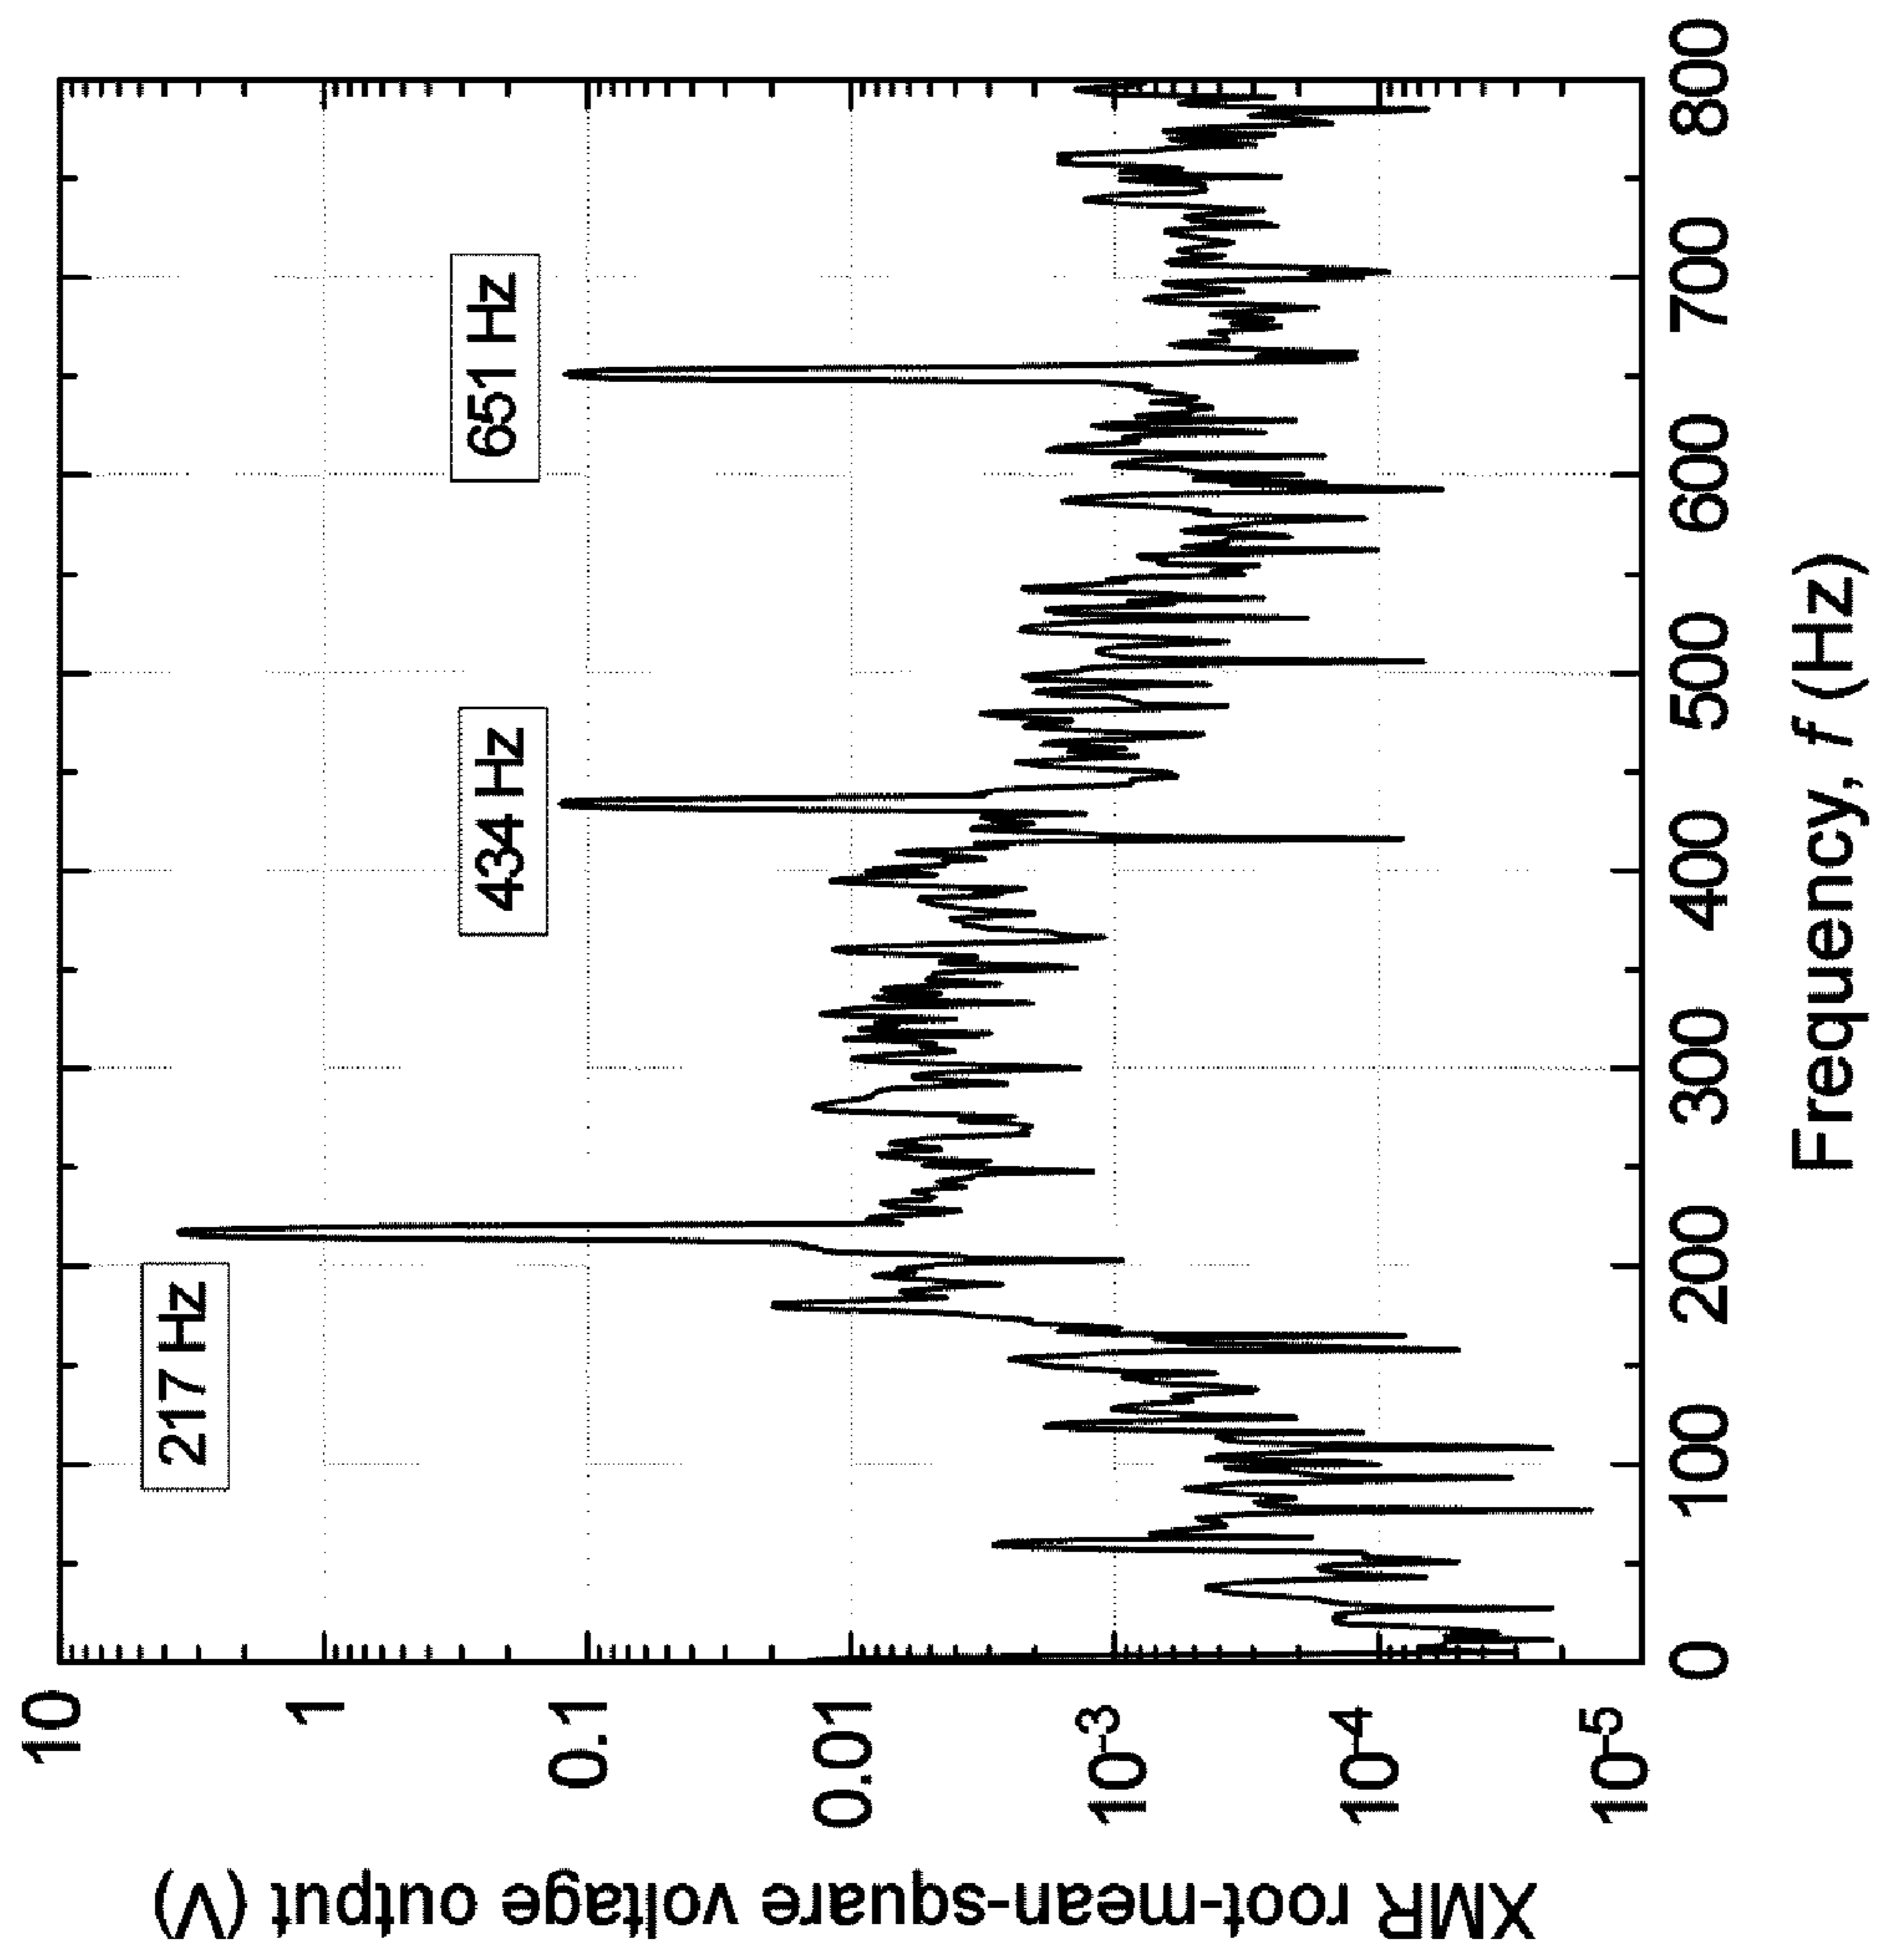 XMR root-mean-square voltage output (V)
10
1
0.1
0.01
10⁻³
10⁻⁴
10⁻⁵
217 Hz
434 Hz
651 Hz
0 100 200 300 400 500 600 700 800
Frequency, f (Hz)